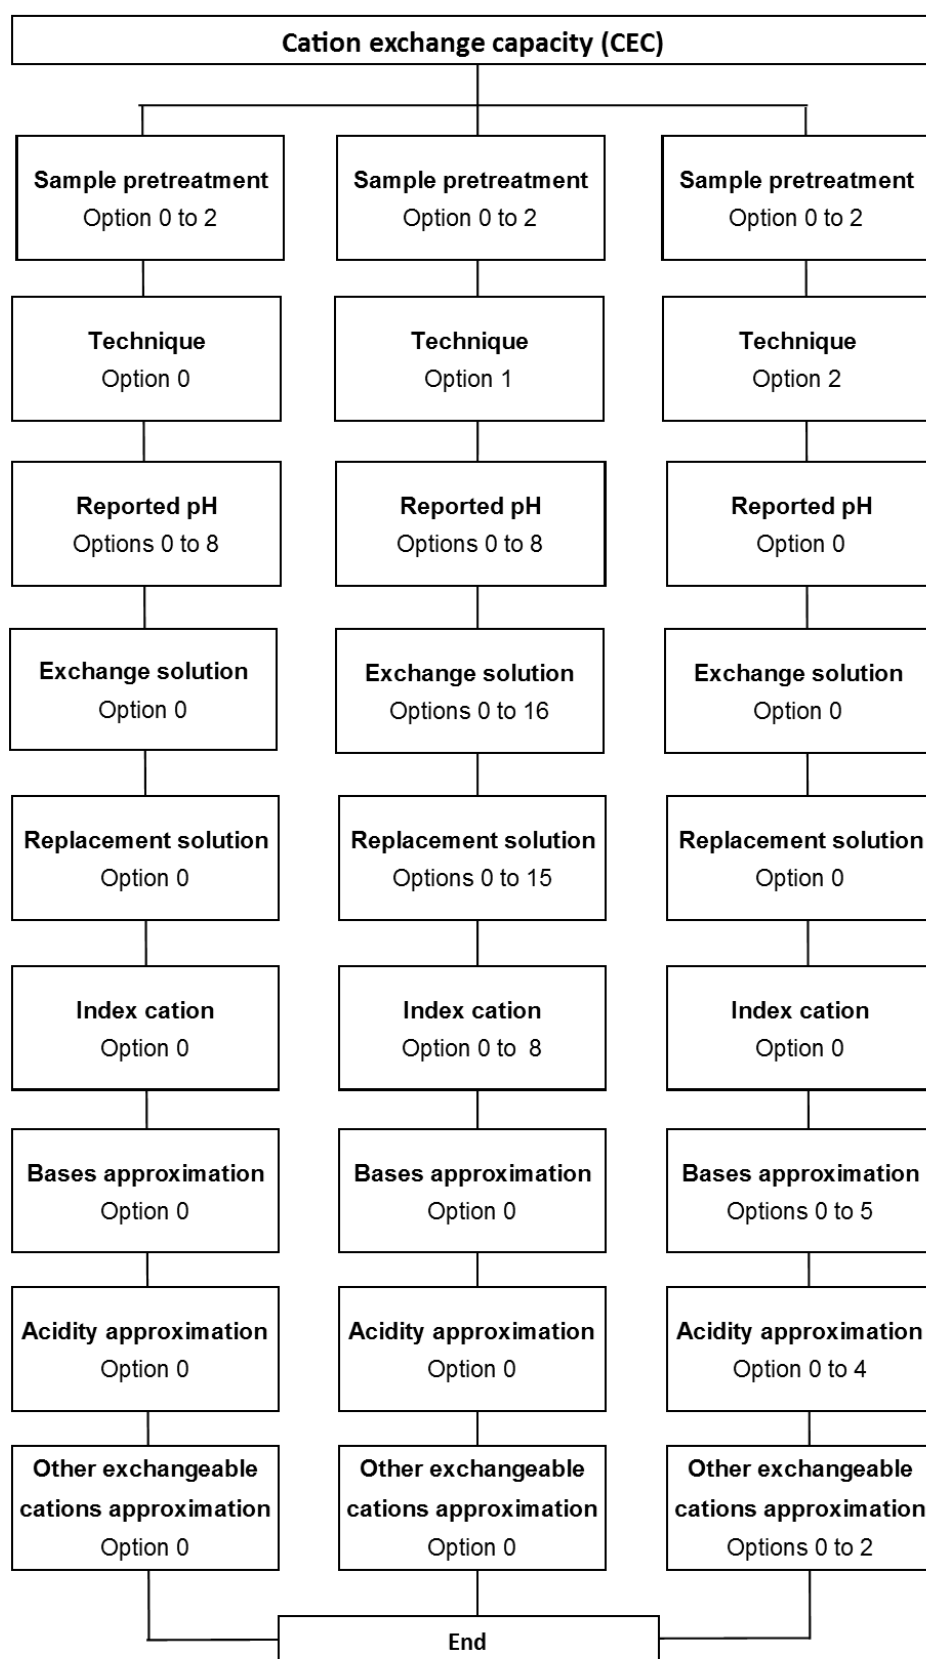 Cation exchange capacity (CEC)
Sample pretreatment
Option 0 to 2
Sample pretreatment
Option 0 to 2
Sample pretreatment
Option 0 to 2
Technique
Option 0
Technique
Option 1
Technique
Option 2
Reported pH
Options 0 to 8
Reported pH
Options 0 to 8
Reported pH
Option 0
Exchange solution
Option 0
Exchange solution
Options 0 to 16
Exchange solution
Option 0
Replacement solution
Option 0
Replacement solution
Options 0 to 15
Replacement solution
Option 0
Index cation
Option 0
Index cation
Option 0 to 8
Index cation
Option 0
Bases approximation
Option 0
Bases approximation
Option 0
Bases approximation
Options 0 to 5
Acidity approximation
Option 0
Acidity approximation
Option 0
Acidity approximation
Option 0 to 4
Other exchangeable
cations approximation
Option 0
Other exchangeable
cations approximation
Option 0
Other exchangeable
cations approximation
Options 0 to 2
End